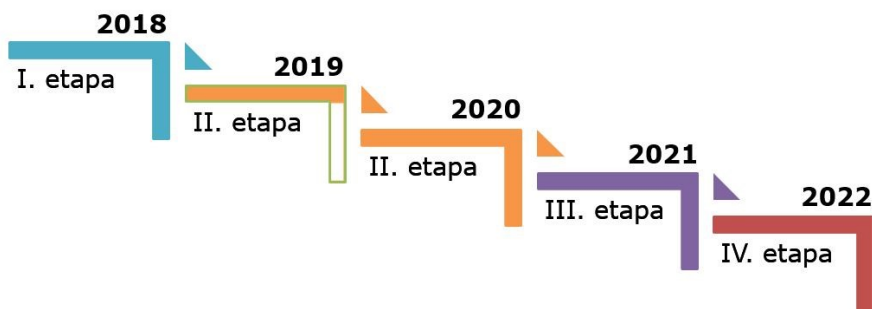 2018
I. etapa
2019
II. etapa
2020
II. etapa
2021
III. etapa
2022
IV. etapa